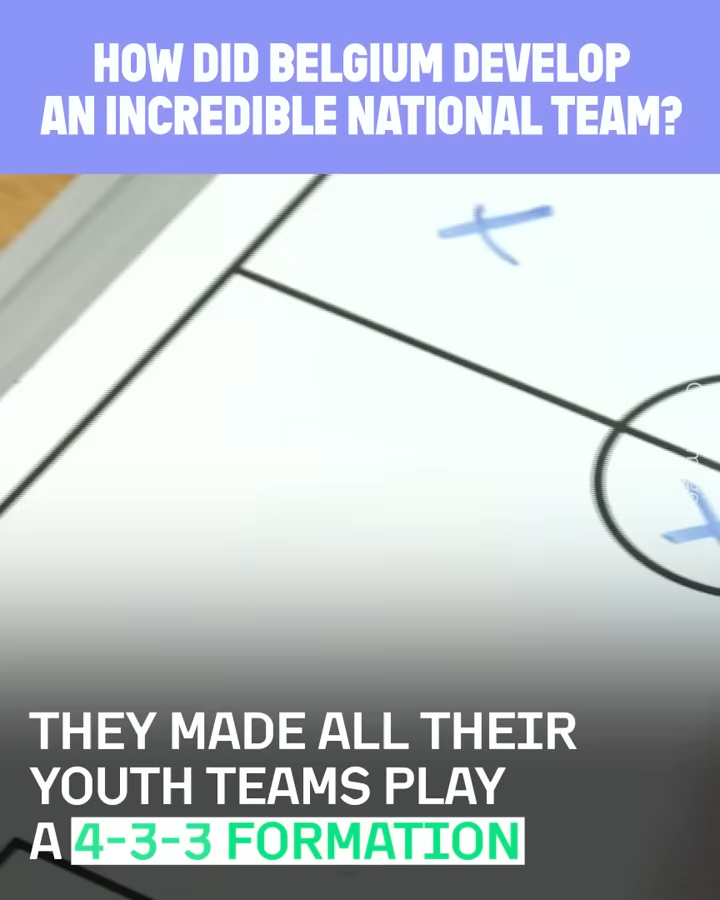 HOW DID BELGIUM DEVELOP
AN INCREDIBLE NATIONAL TEAM?
THEY MADE ALL THEIR
YOUTH TEAMS PLAY
A 4-3-3 FORMATION